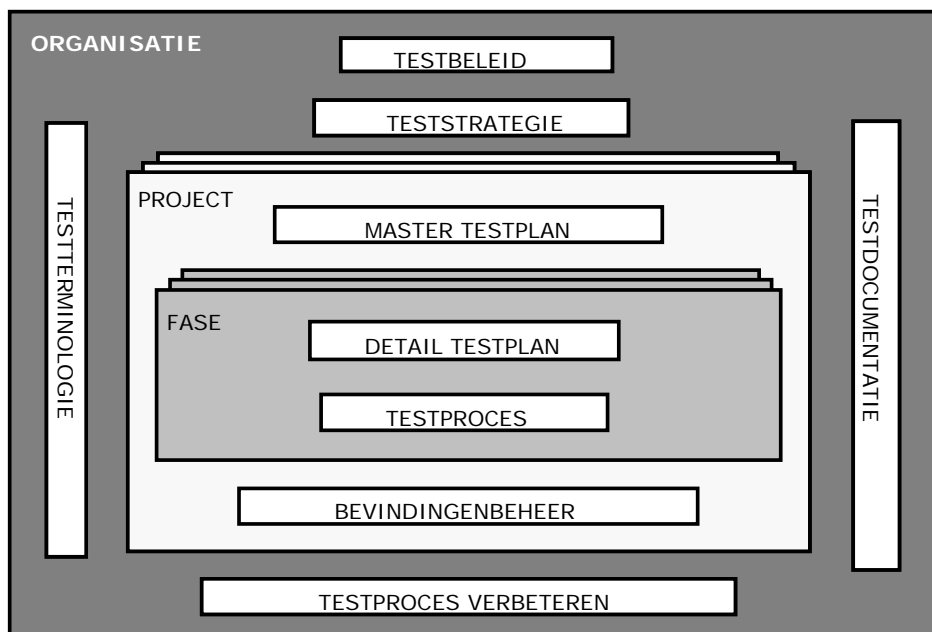 ORGANISATIE
TESTBELEID
TESTSTRATEGIE
TESTTERMINOLOGIE
PROJECT
MASTER TESTPLAN
FASE
DETAIL TESTPLAN
TESTPROCES
BEVINDINGENBEHEER
TESTDOCUMENTATIE
TESTPROCES VERBETEREN